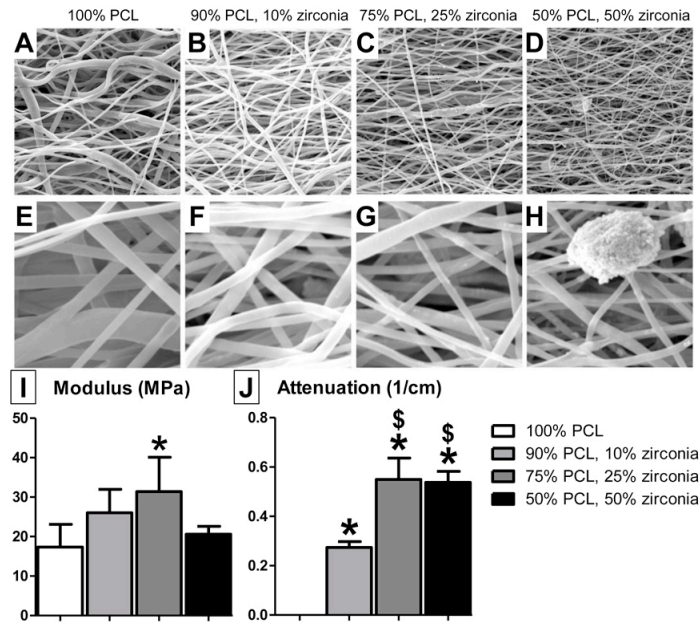 100% PCL 90% PCL, 10% zirconia 75% PCL, 25% zirconia 50% PCL, 50% zirconia
A B C D
E F G H
I Modulus (MPa) J Attenuation (1/cm)
50
40
30
20
10
0
*
0.8
0.6
0.4
0.2
0.0
*
$
*
$
*
100% PCL
90% PCL, 10% zirconia
75% PCL, 25% zirconia
50% PCL, 50% zirconia